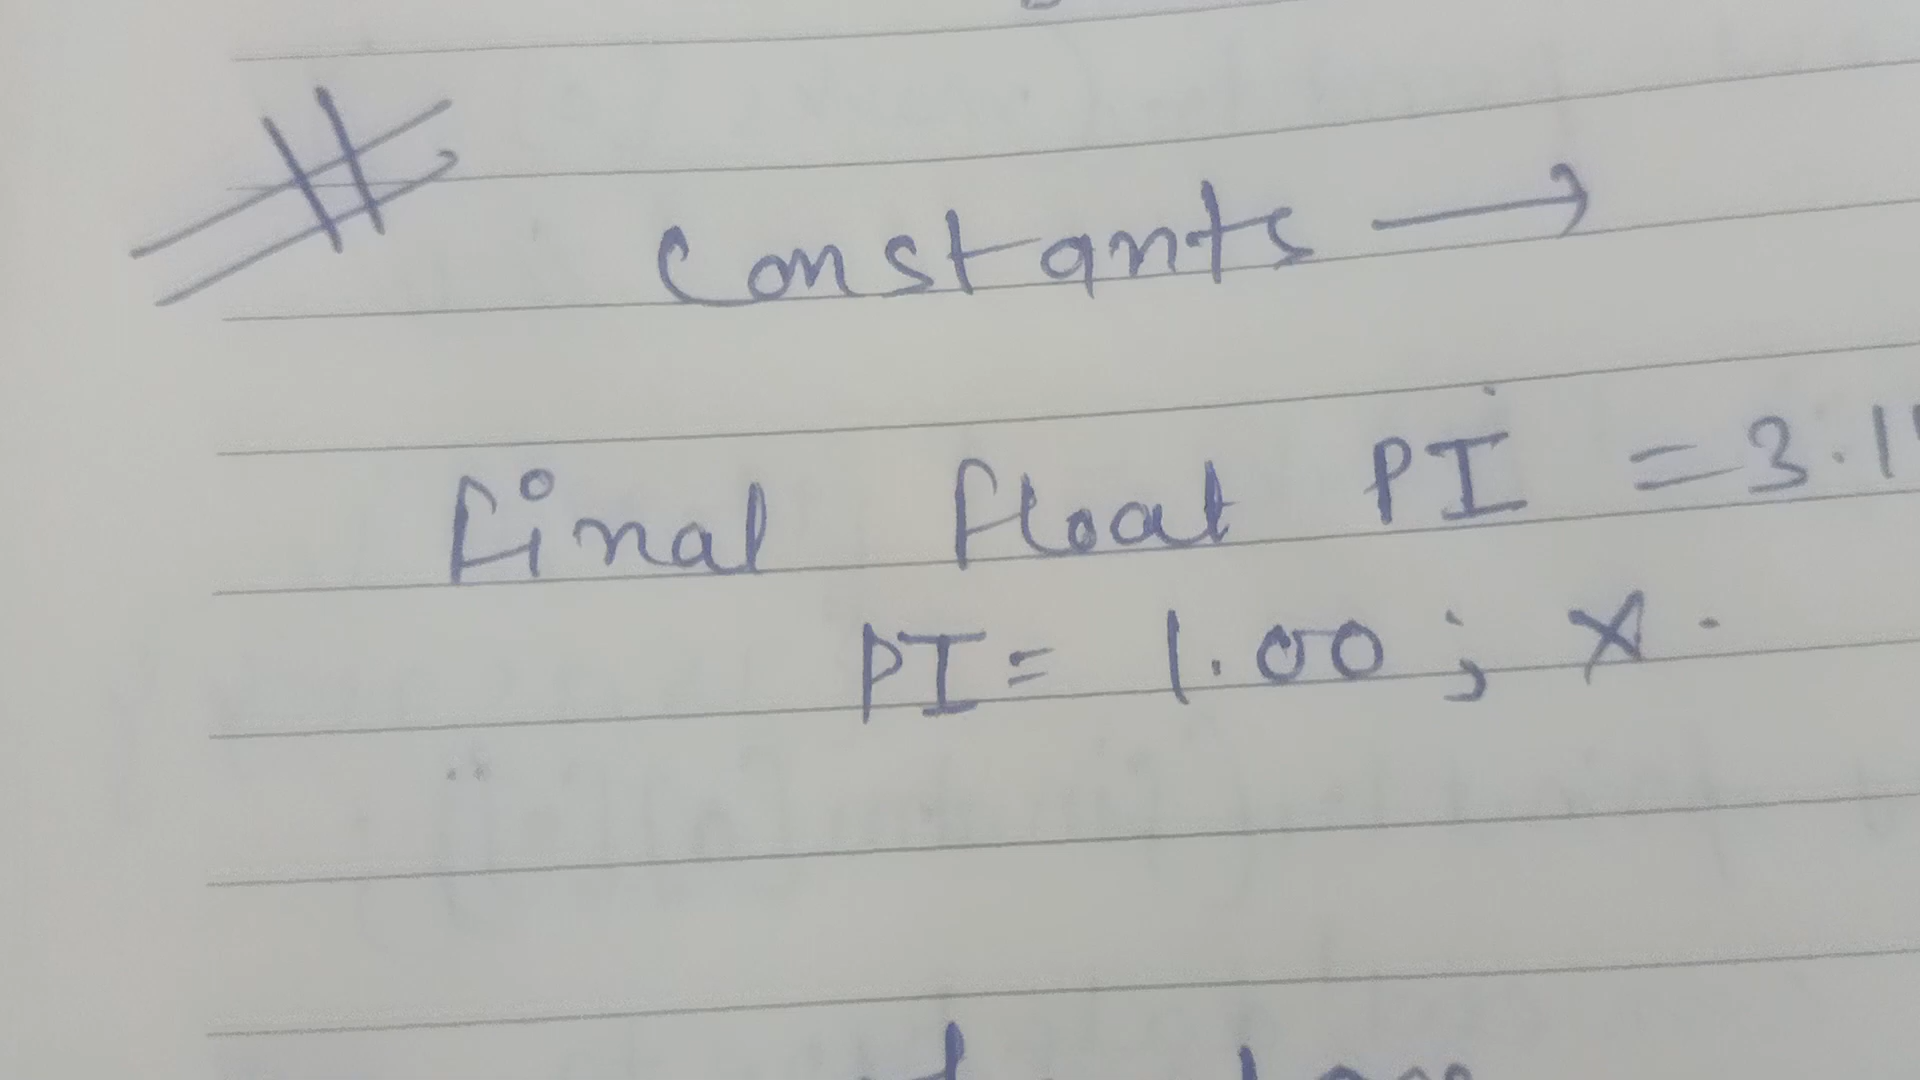 # Constants →
final float PI = 3.1
PI = 1.00 ; x.